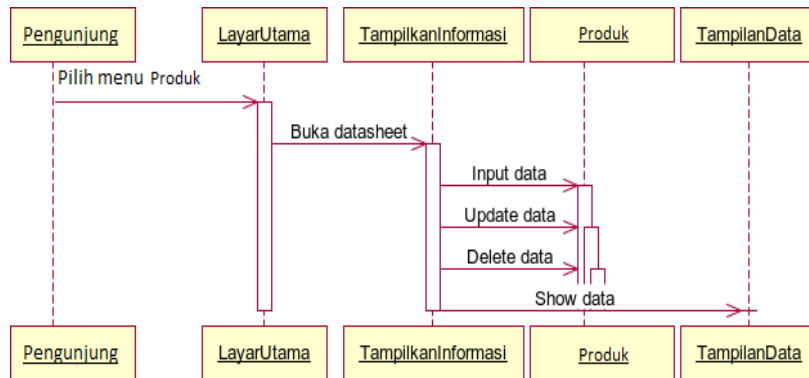 Pengunjung
LayarUtama
TampilkanInformasi
Produk
TampilanData
Pilih menu Produk
Buka datasheet
Input data
Update data
Delete data
Show data
Pengunjung
LayarUtama
TampilkanInformasi
Produk
TampilanData